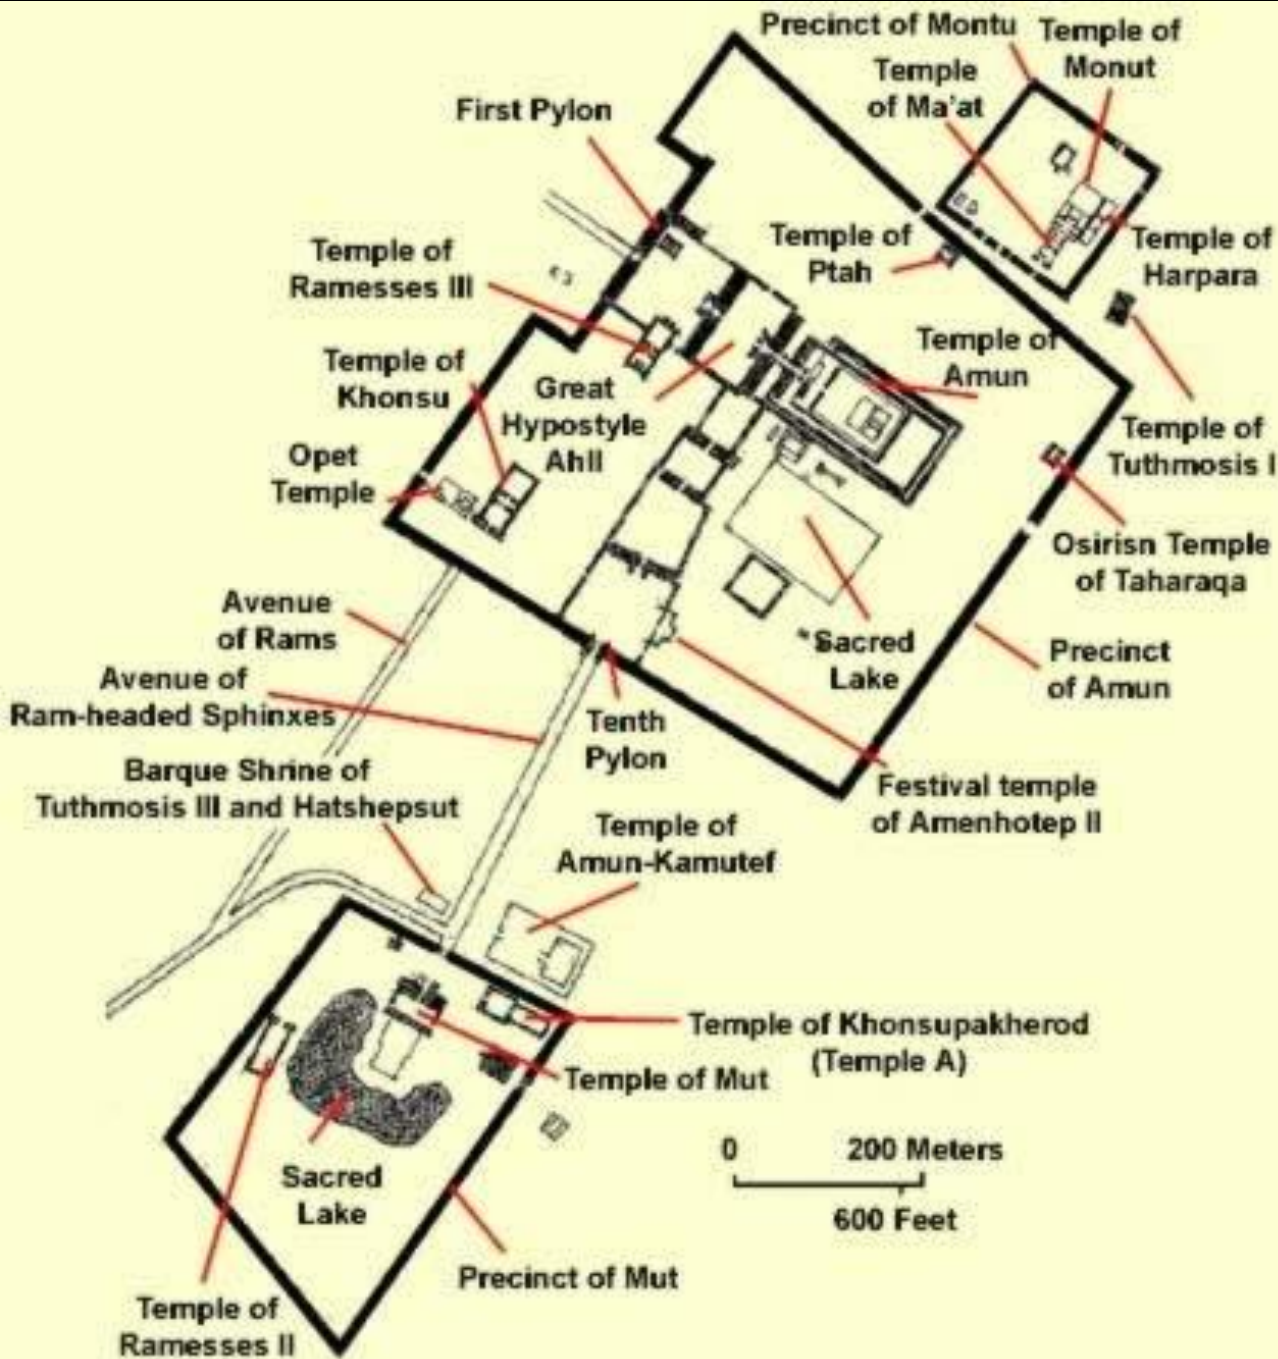 Precinct of Montu
Temple of
Monut
Temple
of Ma'at
First Pylon
Temple of
Ptah
Temple of
Harpara
Temple of
Ramesses III
Temple of
Amun
Temple of
Khonsu
Great
Hypostyle
Ahll
Temple of
Tuthmosis I
Opet
Temple
Osirisn Temple
of Taharaqa
Avenue
of Rams
Sacred
Lake
Precinct
of Amun
Avenue of
Ram-headed Sphinxes
Tenth
Pylon
Barque Shrine of
Tuthmosis III and Hatshepsut
Festival temple
of Amenhotep II
Temple of
Amun-Kamutef
Temple of Khonsupakherod
(Temple A)
Temple of Mut
0 200 Meters
600 Feet
Sacred
Lake
Precinct of Mut
Temple of
Ramesses II